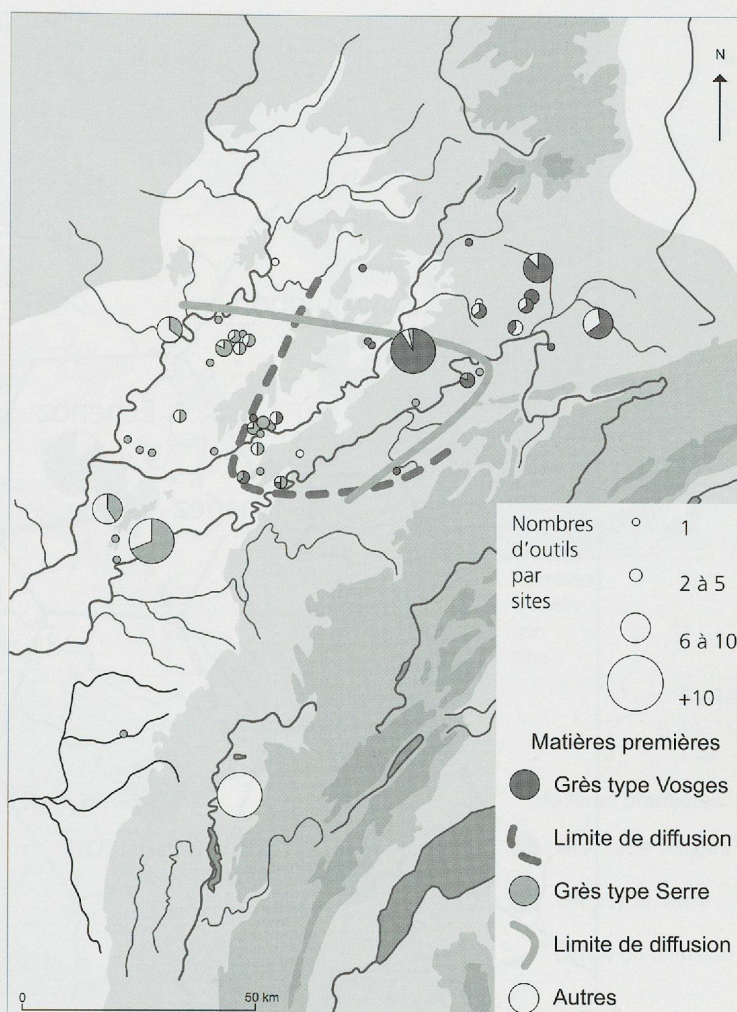 N
Nombres
d'outils
par
sites
1
2 à 5
6 à 10
+10
Matières premières
Grès type Vosges
Limite de diffusion
Grès type Serre
Limite de diffusion
Autres
0 50 km